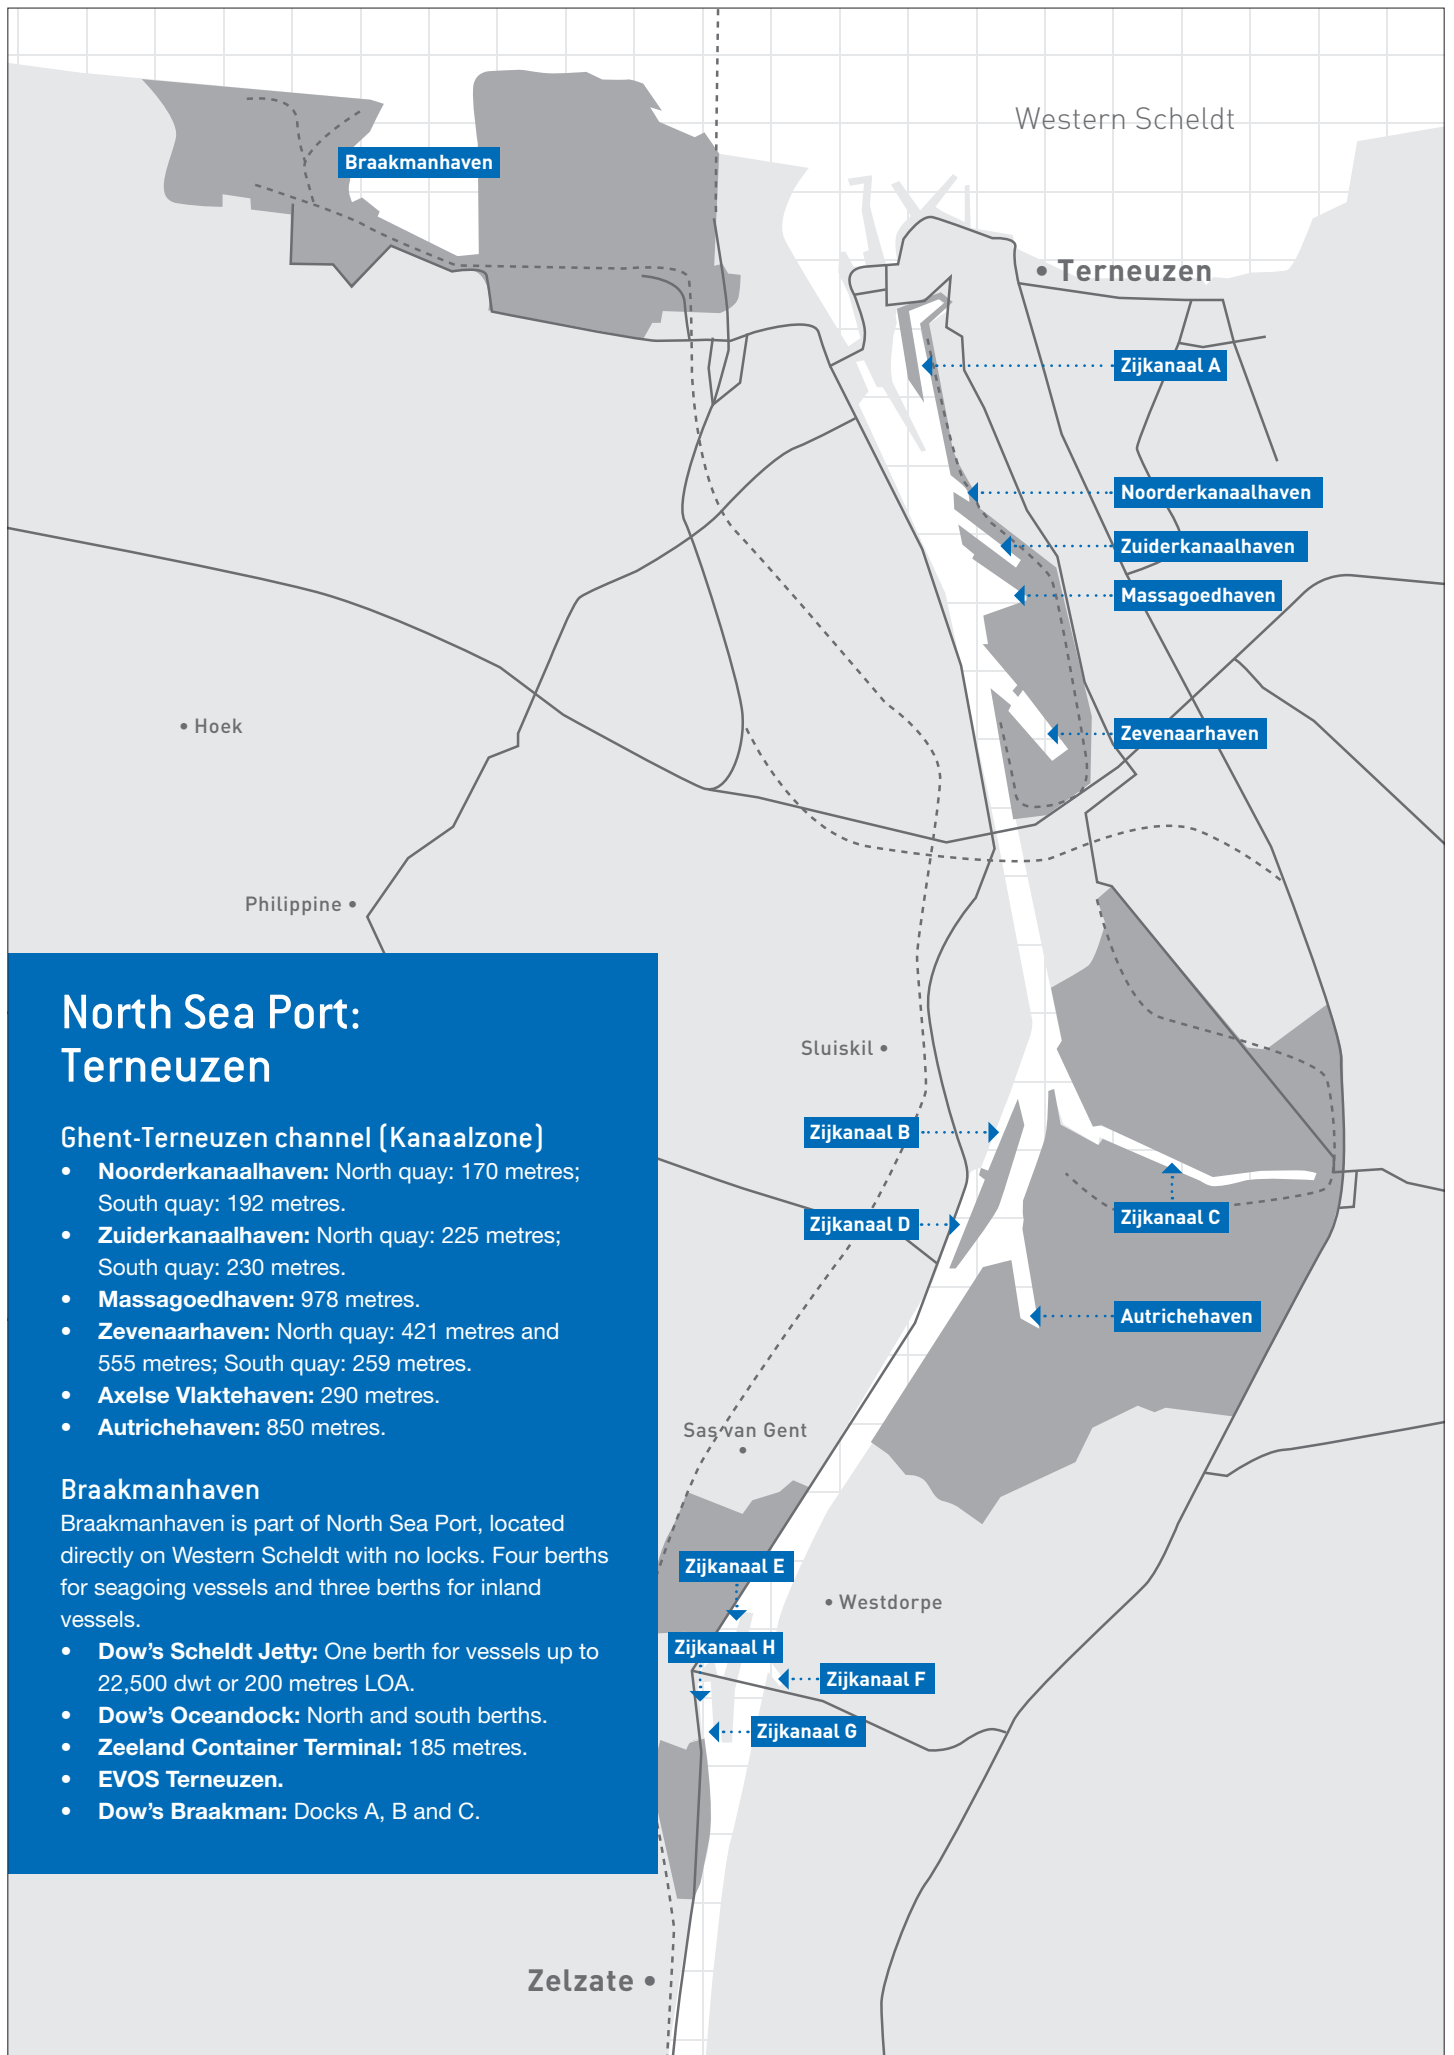 Western Scheldt
Braakmanhaven
• Terneuzen
Zijkanaal A
Noorderkanaalhaven
Zuiderkanaalhaven
Massagoedhaven
• Hoek
Zevenaarhaven
Philippine •
North Sea Port:
Terneuzen
Ghent-Terneuzen channel (Kanaalzone)
• Noorderkanaalhaven: North quay: 170 metres;
South quay: 192 metres.
• Zuiderkanaalhaven: North quay: 225 metres;
South quay: 230 metres.
• Massagoedhaven: 978 metres.
• Zevenaarhaven: North quay: 421 metres and
555 metres; South quay: 259 metres.
• Axelse Vlaktehaven: 290 metres.
• Autrichehaven: 850 metres.
Braakmanhaven
Braakmanhaven is part of North Sea Port, located
directly on Western Scheldt with no locks. Four berths
for seagoing vessels and three berths for inland
vessels.
• Dow's Scheldt Jetty: One berth for vessels up to
22,500 dwt or 200 metres LOA.
• Dow's Oceandock: North and south berths.
• Zeeland Container Terminal: 185 metres.
• EVOS Terneuzen.
• Dow's Braakman: Docks A, B and C.
Sluiskil •
Zijkanaal B
Zijkanaal D
Zijkanaal C
Autrichehaven
Sas van Gent
•
Zijkanaal E
• Westdorpe
Zijkanaal H
Zijkanaal F
Zijkanaal G
Zelzate •